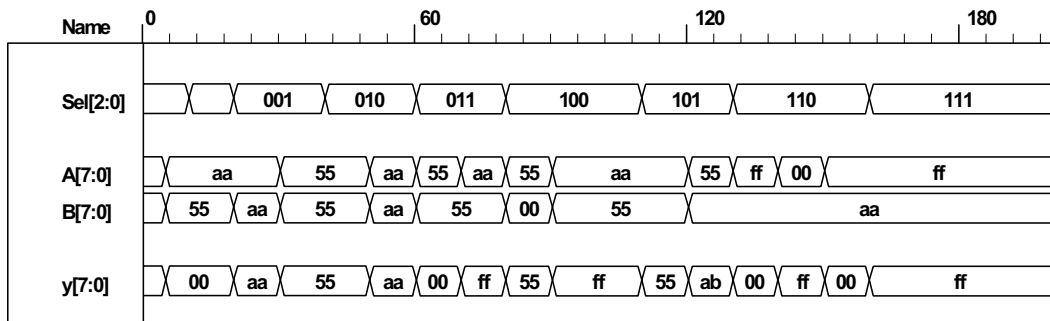 Name 0 60 120 180
Sel[2:0] 001 010 011 100 101 110 111
A[7:0] aa 55 aa 55 aa 55 aa 55 ff 00 ff
B[7:0] 55 aa 55 aa 55 00 55 aa
y[7:0] 00 aa 55 aa 00 ff 55 ff 55 ab 00 ff 00 ff